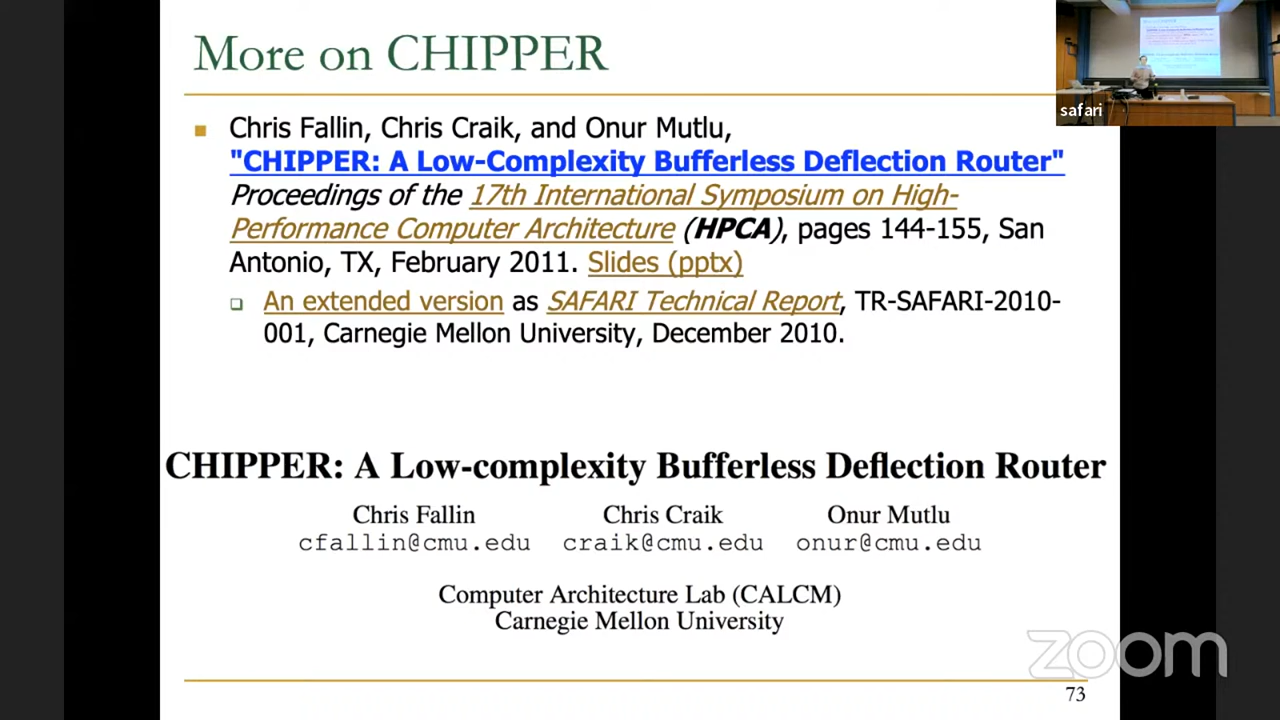 More on CHIPPER
safari
Chris Fallin, Chris Craik, and Onur Mutlu,
"CHIPPER: A Low-Complexity Bufferless Deflection Router"
Proceedings of the 17th International Symposium on High-
Performance Computer Architecture (HPCA), pages 144-155, San
Antonio, TX, February 2011. Slides (pptx)
An extended version as SAFARI Technical Report, TR-SAFARI-2010-
001, Carnegie Mellon University, December 2010.
CHIPPER: A Low-complexity Bufferless Deflection Router
Chris Fallin Chris Craik Onur Mutlu
cfallin@cmu.edu craik@cmu.edu onur@cmu.edu
Computer Architecture Lab (CALCM)
Carnegie Mellon University
zoom
73